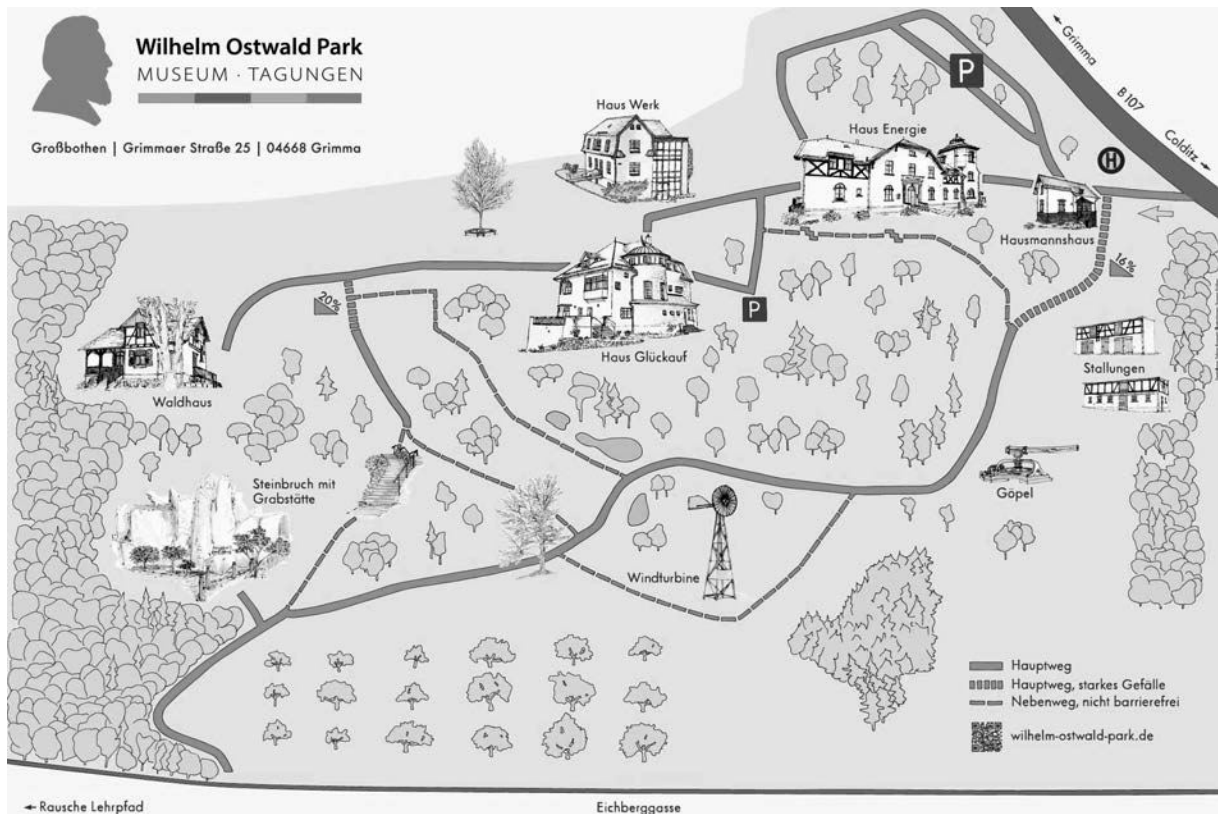 Wilhelm Ostwald Park
MUSEUM · TAGUNGEN
Großbothen | Grimmaer Straße 25 | 04668 Grimma
Grimma
B 107
Colditz
P
H
Haus Werk
Haus Energie
Hausmannshaus
16%
20%
P
Haus Glückauf
Stallungen
Waldhaus
Steinbruch mit
Grabstätte
Göpel
Windturbine
Hauptweg
Hauptweg, starkes Gefälle
Nebenweg, nicht barrierefrei
wilhelm-ostwald-park.de
Rausche Lehrpfad
Eichberggasse